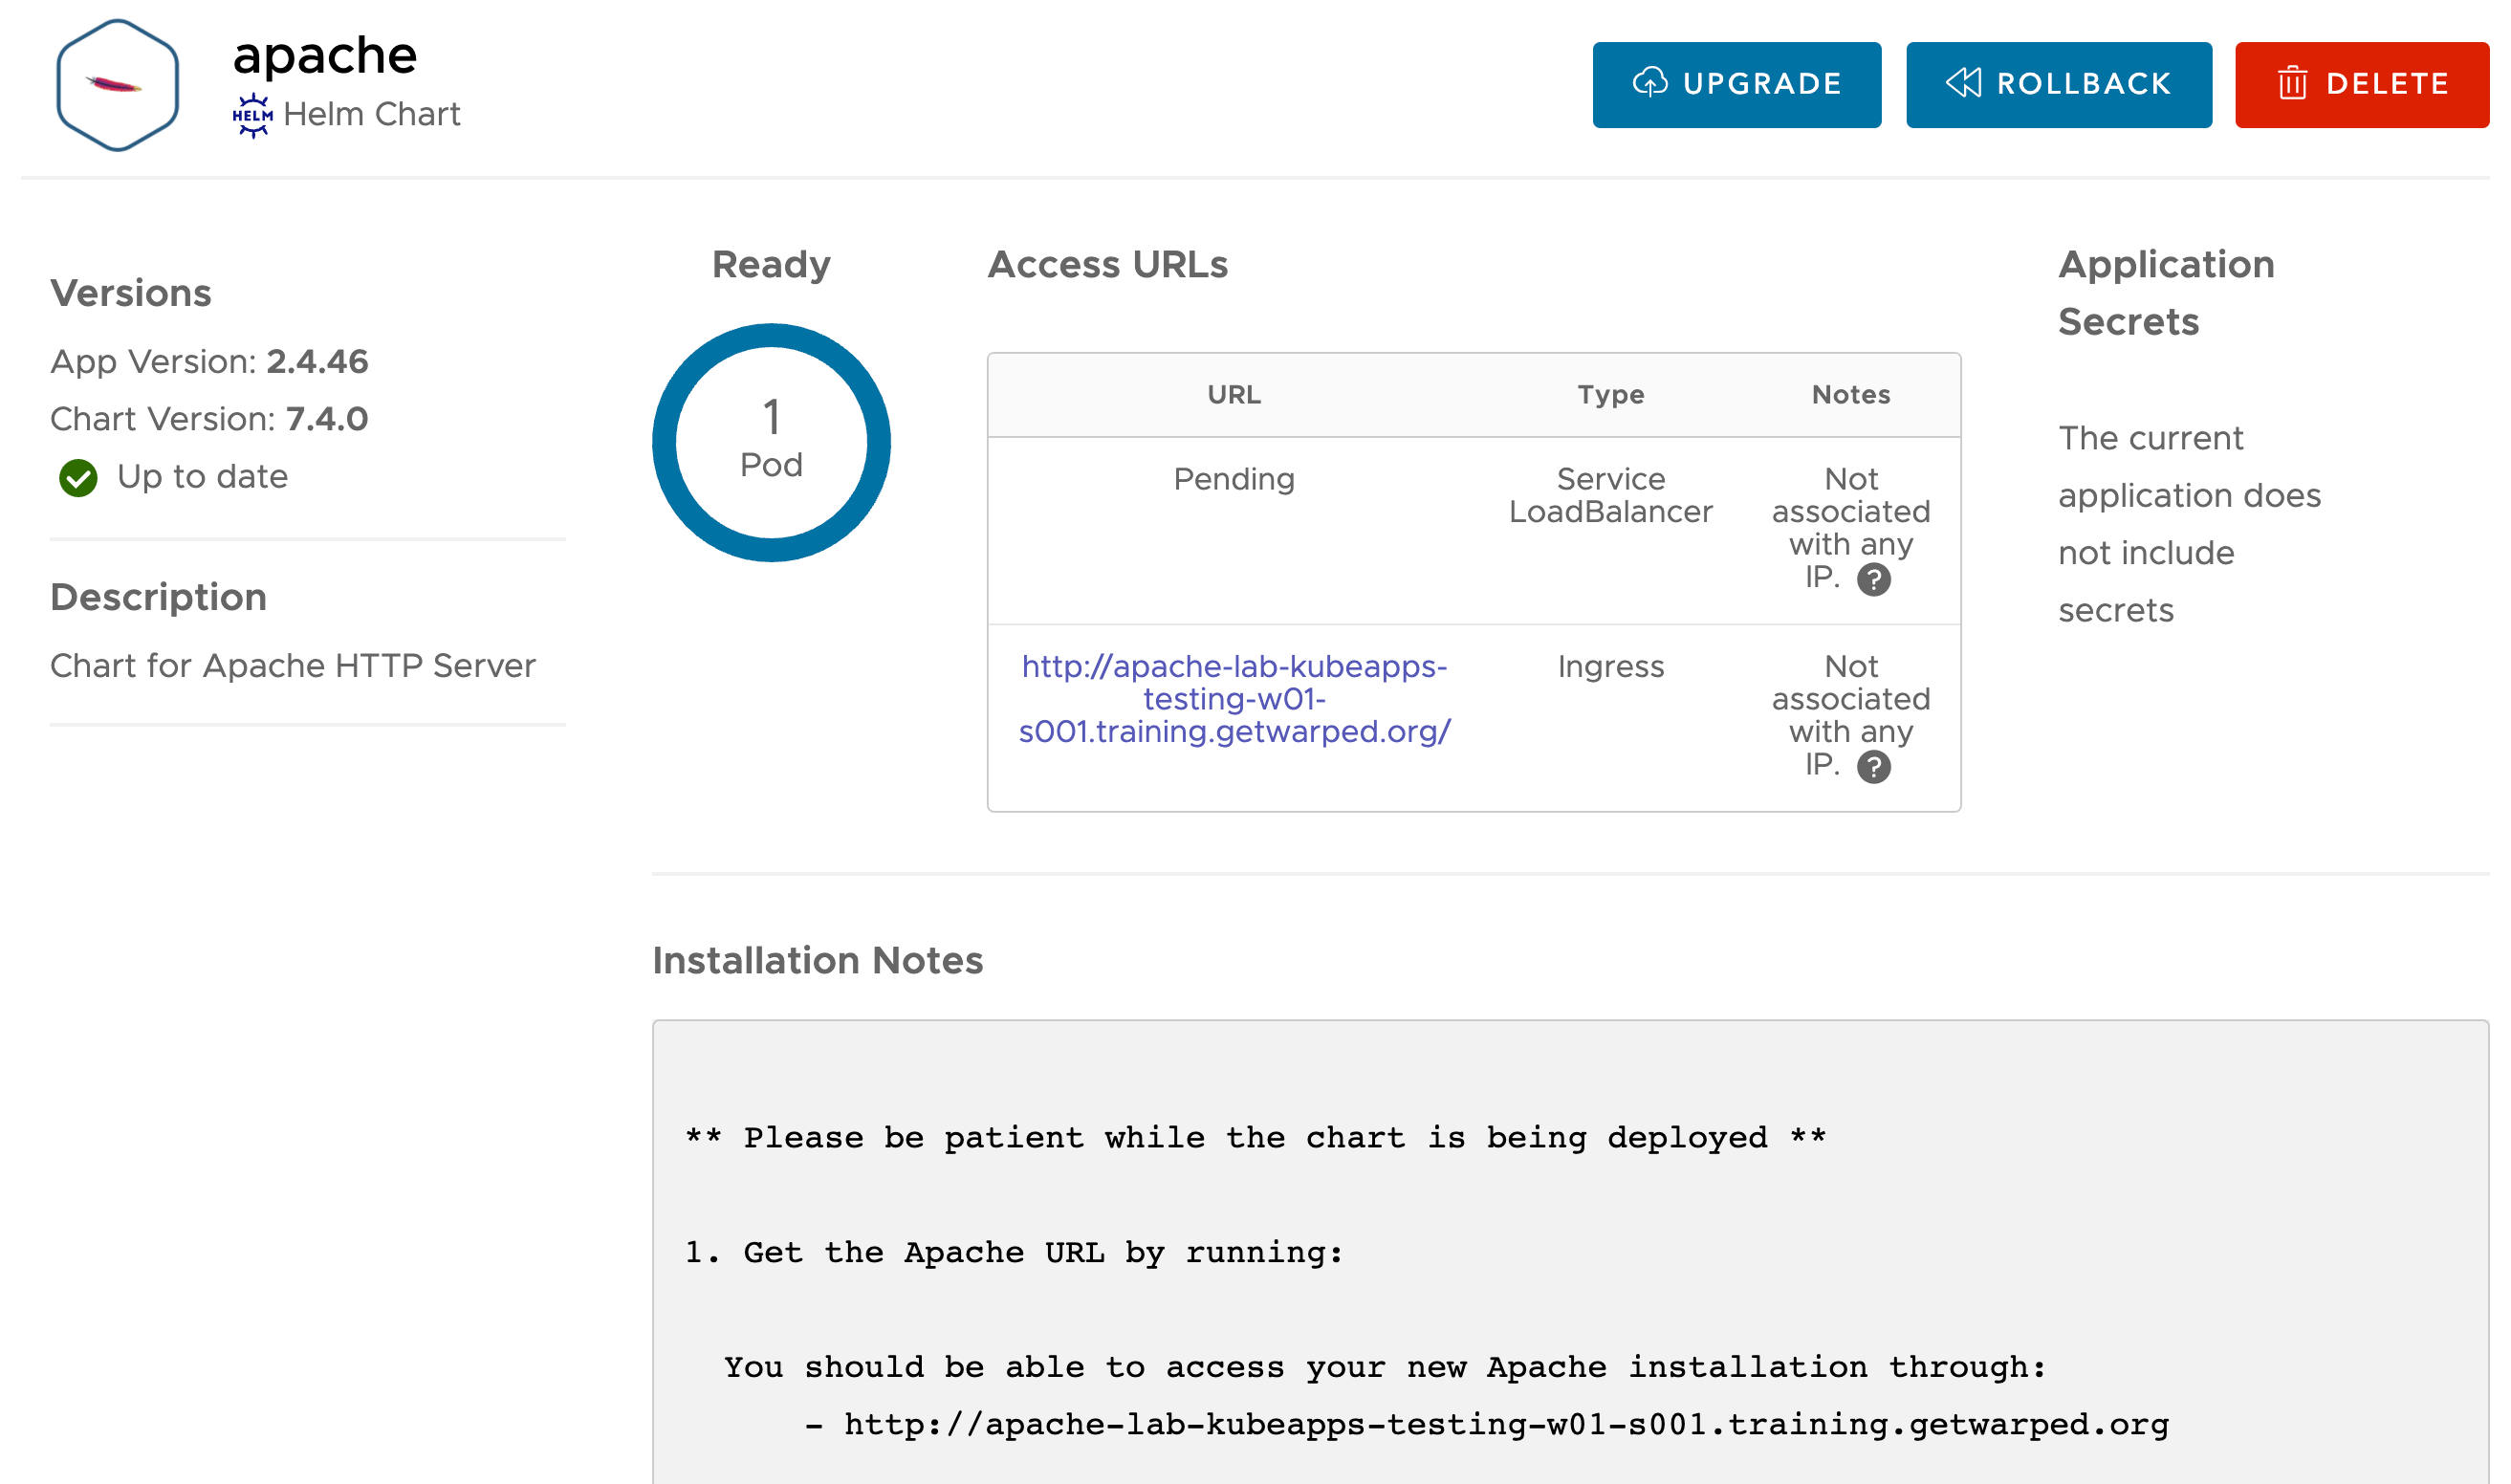 apache
HELM Helm Chart
UPGRADE
ROLLBACK
DELETE
Versions
App Version: 2.4.46
Chart Version: 7.4.0
Up to date
Description
Chart for Apache HTTP Server
Ready
1
Pod
Access URLs
URL Type Notes
Pending
Service
LoadBalancer
Not
associated
with any
IP. ?
http://apache-lab-kubeapps-
testing-w01-
s001.training.getwarped.org/
Ingress
Not
associated
with any
IP. ?
Application
Secrets
The current
application does
not include
secrets
Installation Notes
** Please be patient while the chart is being deployed **
1. Get the Apache URL by running:
You should be able to access your new Apache installation through:
- http://apache-lab-kubeapps-testing-w01-s001.training.getwarped.org